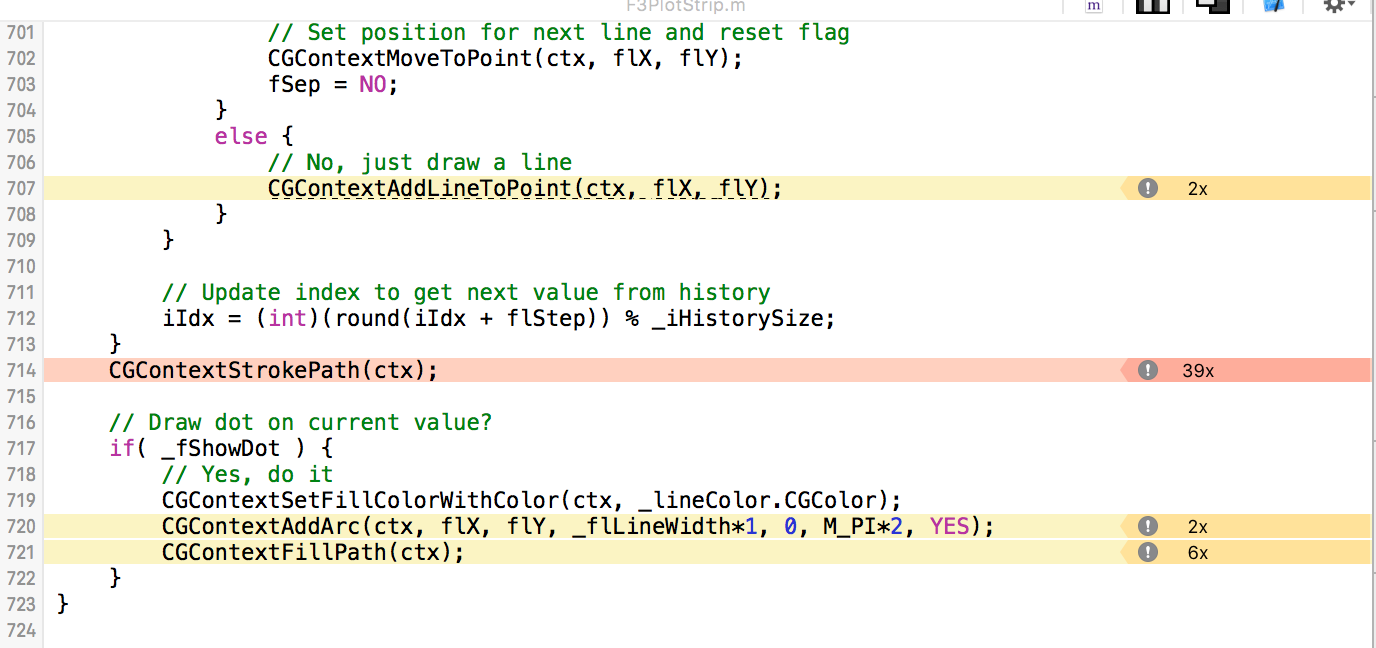 F3PlotStrip.m
m
701 // Set position for next line and reset flag
702 CGContextMoveToPoint(ctx, flX, flY);
703 fSep = NO;
704 }
705 else {
706 // No, just draw a line
707 CGContextAddLineToPoint(ctx, flX, flY); ! 2x
708 }
709 }
710
711 // Update index to get next value from history
712 iIdx = (int)(round(iIdx + flStep)) % _iHistorySize;
713 }
714 CGContextStrokePath(ctx); ! 39x
715
716 // Draw dot on current value?
717 if( _fShowDot ) {
718 // Yes, do it
719 CGContextSetFillColorWithColor(ctx, _lineColor.CGColor);
720 CGContextAddArc(ctx, flX, flY, _flLineWidth*1, 0, M_PI*2, YES); ! 2x
721 CGContextFillPath(ctx); ! 6x
722 }
723 }
724